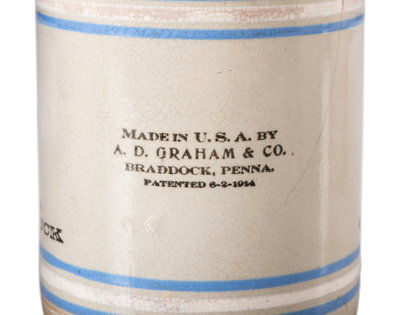 MADE IN U. S. A. BY
A. D. GRAHAM & CO.
BRADDOCK, PENNA.
PATENTED 6-2-1914